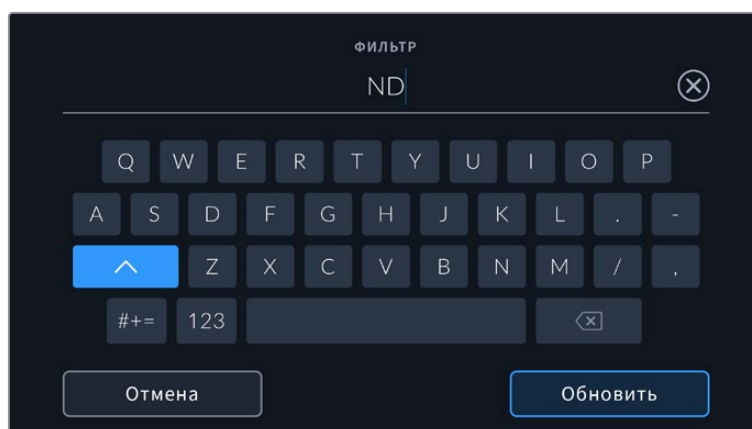 ФИЛЬТР
ND
Q W E R T Y U I O P
A S D F G H J K L . -
Z X C V B N M / ,
#+= 123
Отмена Обновить